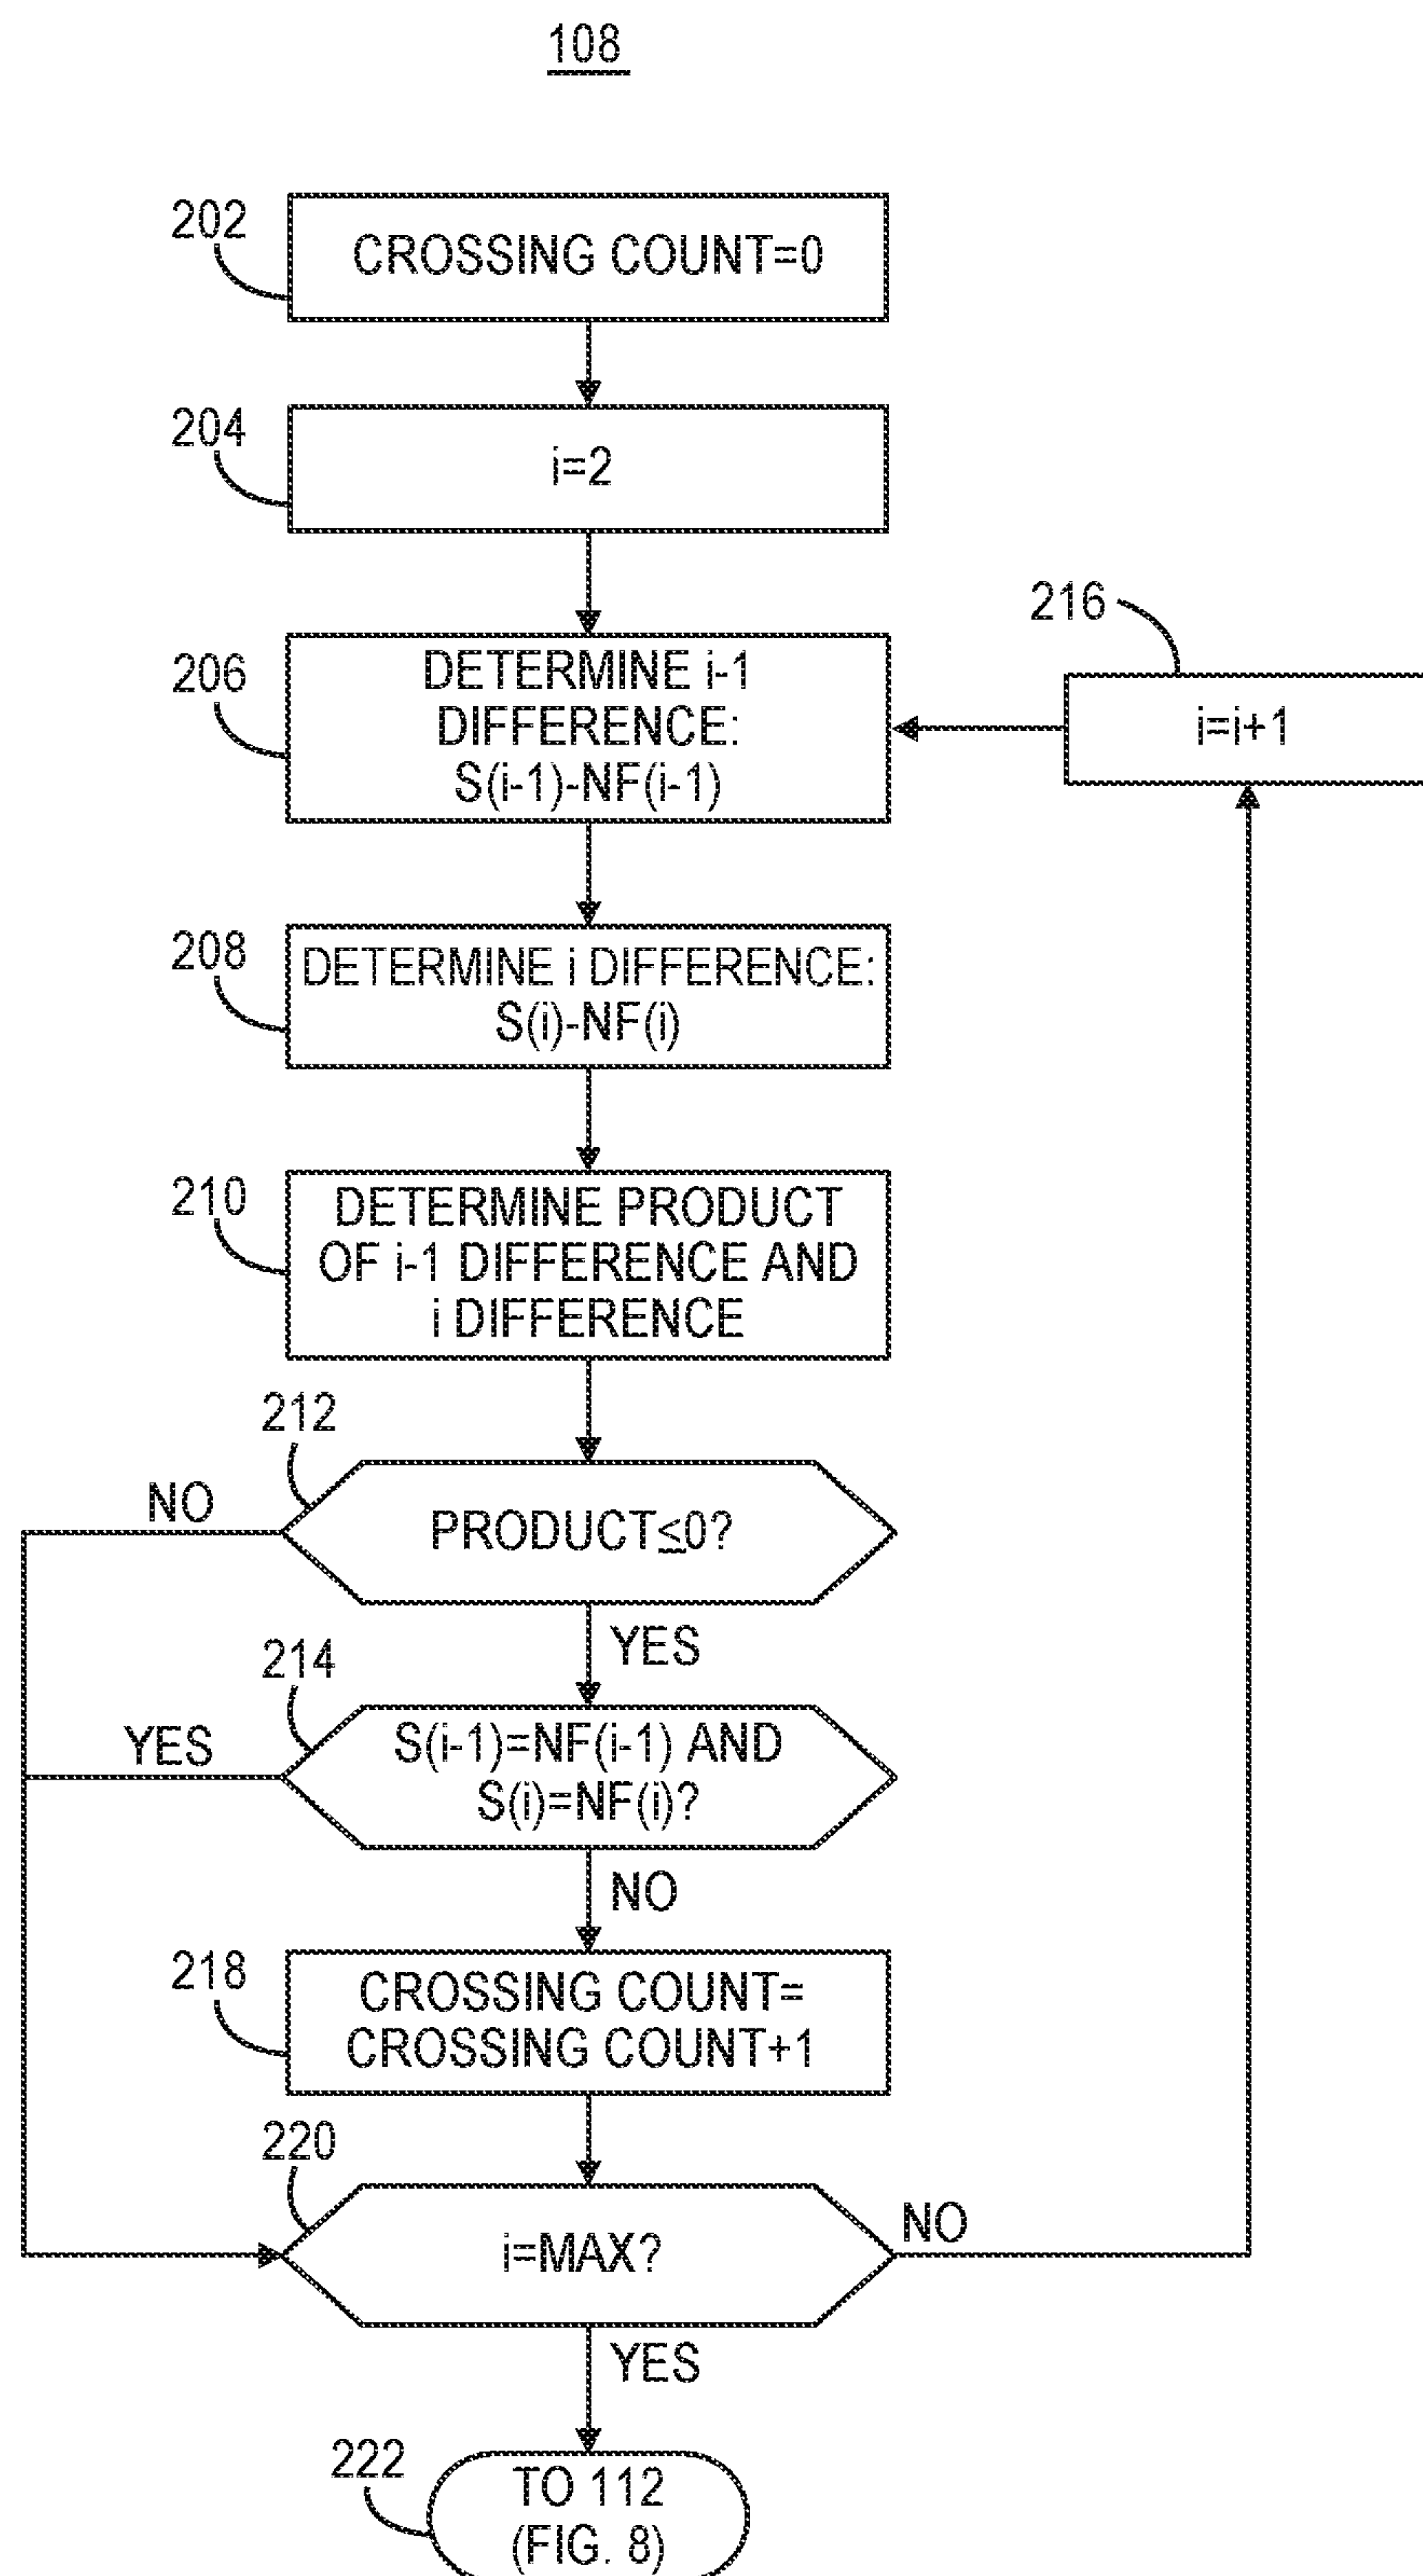 108
202
CROSSING COUNT=0
204
i=2
216
i=i+1
206
DETERMINE i-1
DIFFERENCE:
S(i-1)-NF(i-1)
208
DETERMINE i DIFFERENCE:
S(i)-NF(i)
210
DETERMINE PRODUCT
OF i-1 DIFFERENCE AND
i DIFFERENCE
212
NO
PRODUCT≤0?
YES
214
YES
S(i-1)=NF(i-1) AND
S(i)=NF(i)?
NO
218
CROSSING COUNT=
CROSSING COUNT+1
220
i=MAX?
NO
YES
222
TO 112
(FIG. 8)